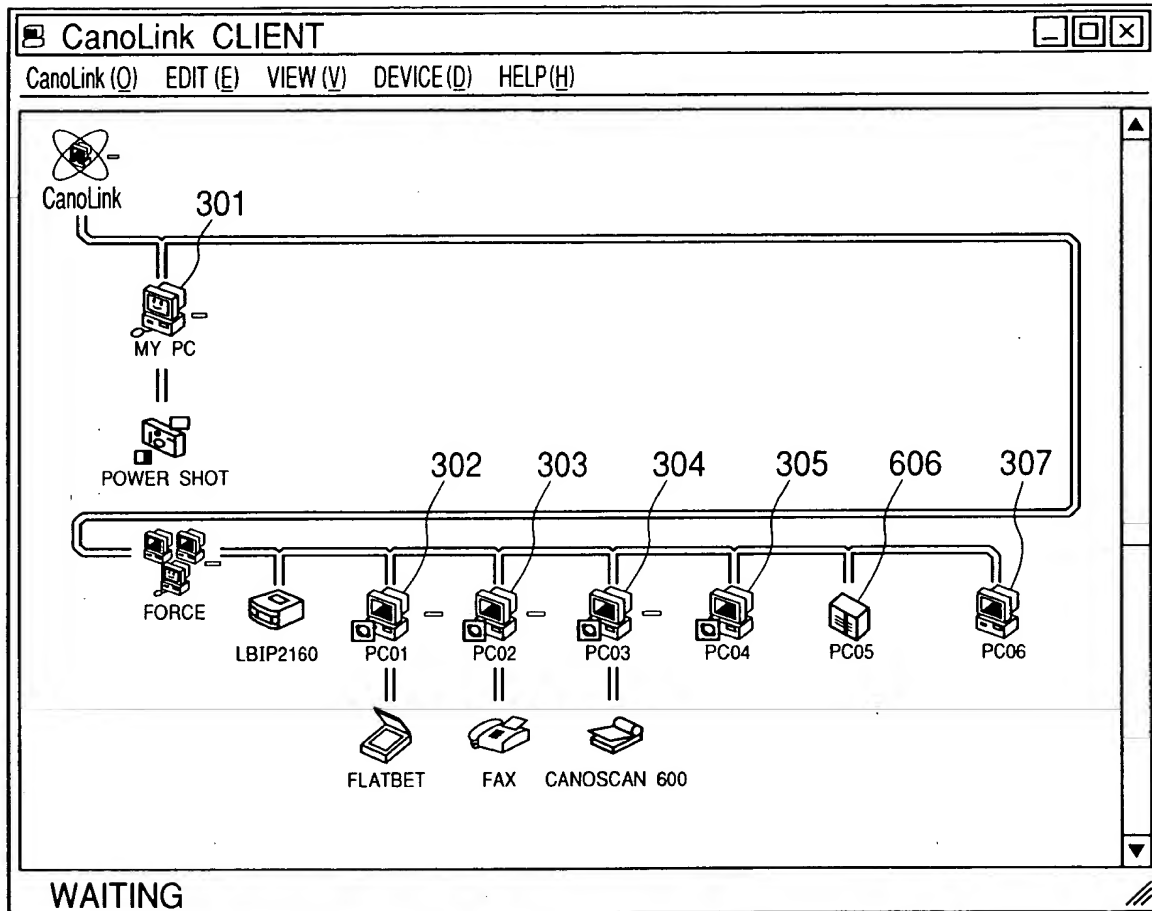 CanoLink CLIENT
CanoLink (O) EDIT (E) VIEW (V) DEVICE (D) HELP (H)
CanoLink
301
MY PC
POWER SHOT
302 303 304 305 606 307
FORCE
LBIP2160
PC01 PC02 PC03 PC04 PC05 PC06
FLATBET FAX CANOSCAN 600
WAITING